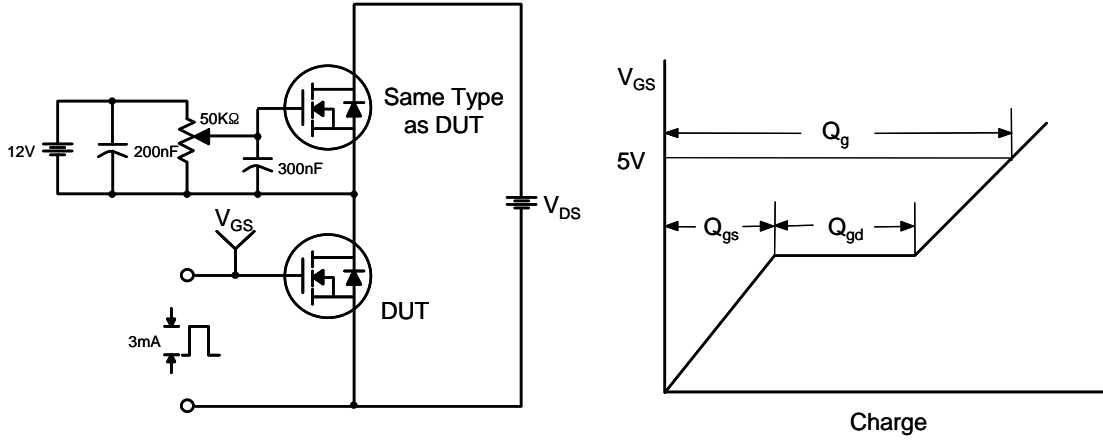 Same Type
as DUT
50KΩ
12V
200nF
300nF
V_GS
V_DS
DUT
3mA
V_GS
Q_g
5V
Q_gs
Q_gd
Charge